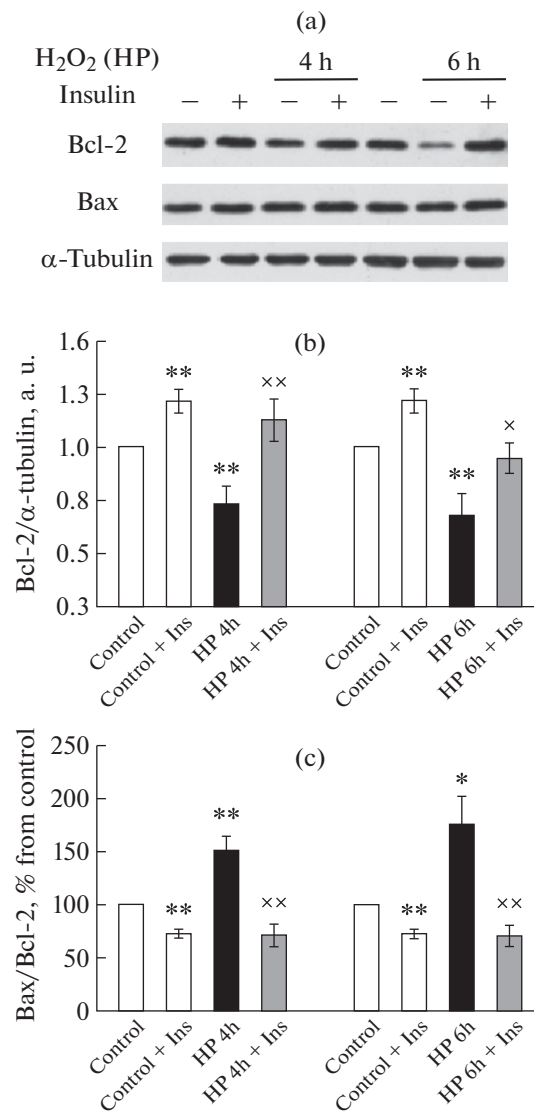 (a)
H₂O₂ (HP) 4 h 6 h
Insulin − + − + − − +
Bcl-2
Bax
α-Tubulin
(b)
Bcl-2/α-tubulin, a. u.
1.6
1.3
1.0
0.8
0.5
0.3
** ** ×× ** ** ×
Control
Control + Ins
HP 4h
HP 4h + Ins
Control
Control + Ins
HP 6h
HP 6h + Ins
(c)
Bax/Bcl-2, % from control
250
200
150
100
50
0
** ** ×× ** * ××
Control
Control + Ins
HP 4h
HP 4h + Ins
Control
Control + Ins
HP 6h
HP 6h + Ins